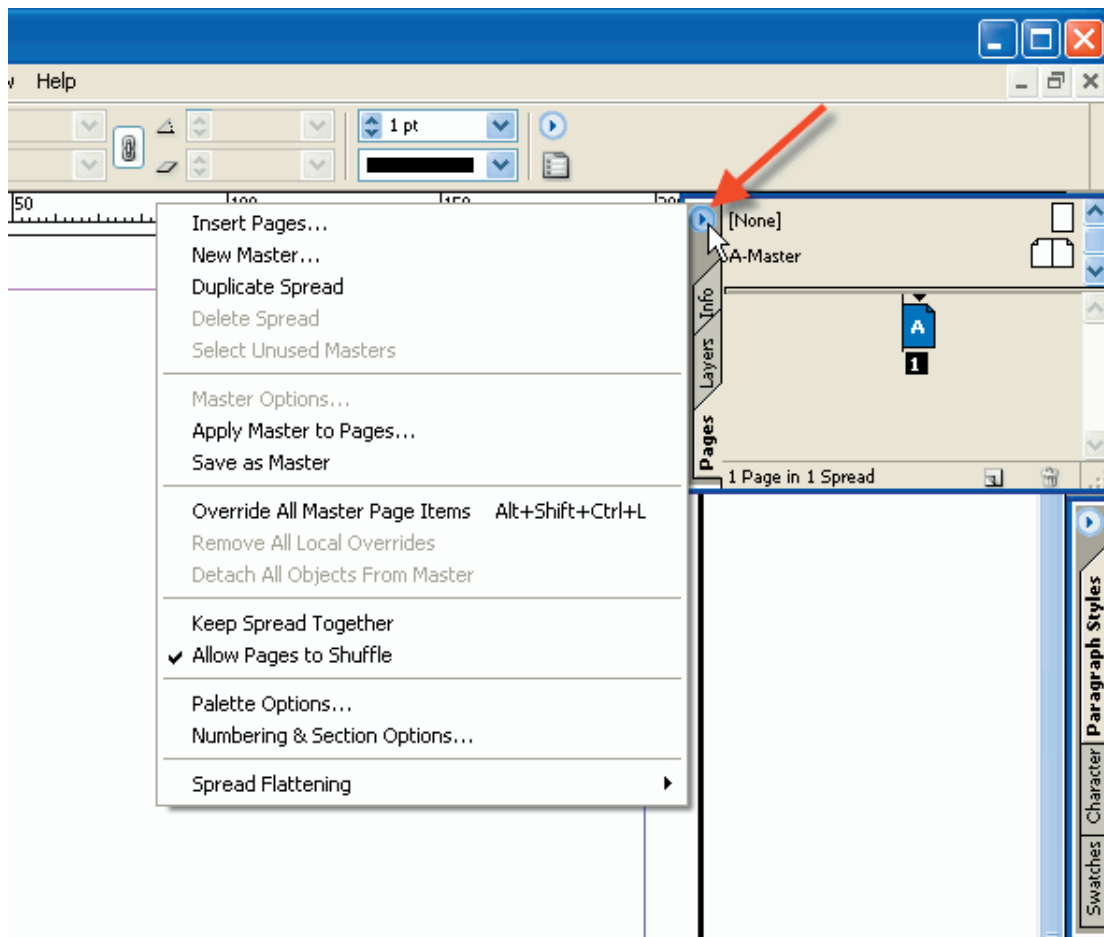 Help
1 pt
50 100 150 200
Insert Pages...
New Master...
Duplicate Spread
Delete Spread
Select Unused Masters
Master Options...
Apply Master to Pages...
Save as Master
Override All Master Page Items Alt+Shift+Ctrl+L
Remove All Local Overrides
Detach All Objects From Master
Keep Spread Together
✓ Allow Pages to Shuffle
Palette Options...
Numbering & Section Options...
Spread Flattening
[None]
A-Master
Info
Layers
Pages
A
1
1 Page in 1 Spread
Paragraph Styles
Character
Swatches